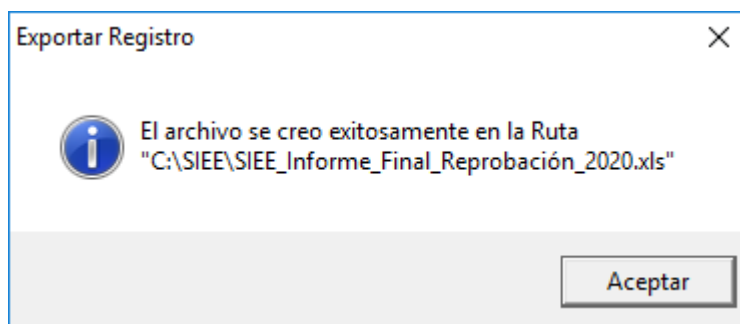 Exportar Registro
El archivo se creo exitosamente en la Ruta
"C:\SIEE\SIEE_Informe_Final_Reprobación_2020.xls"
Aceptar